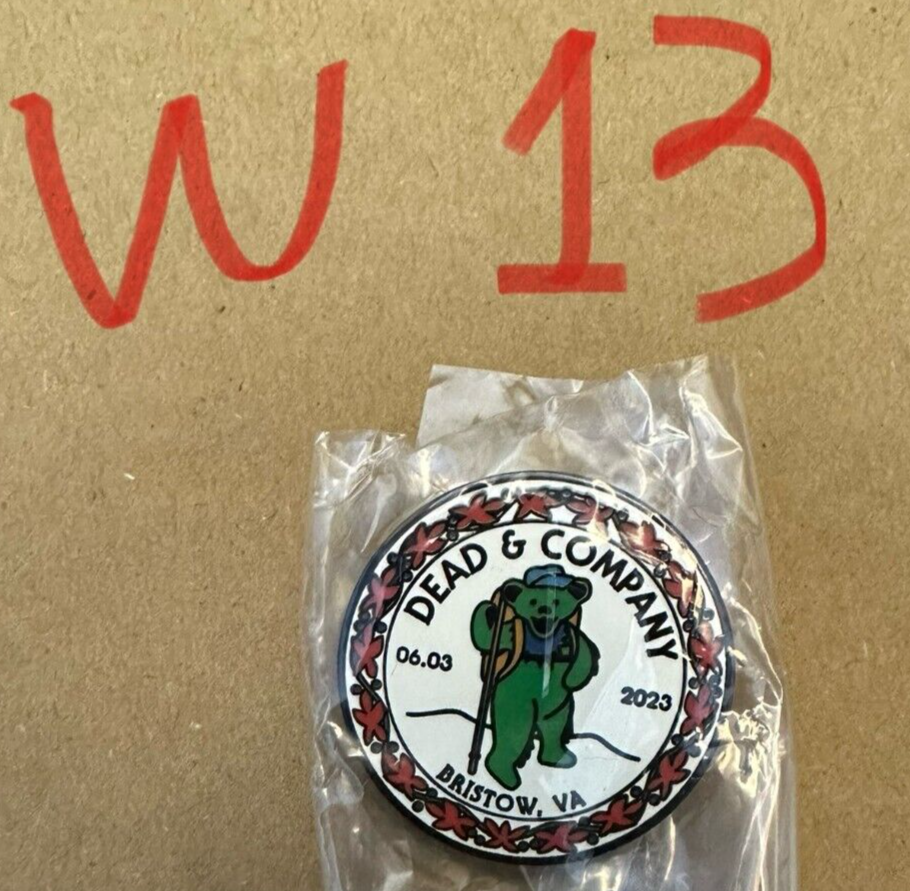 W 13
DEAD & COMPANY
06.03
2023
BRISTOW, VA